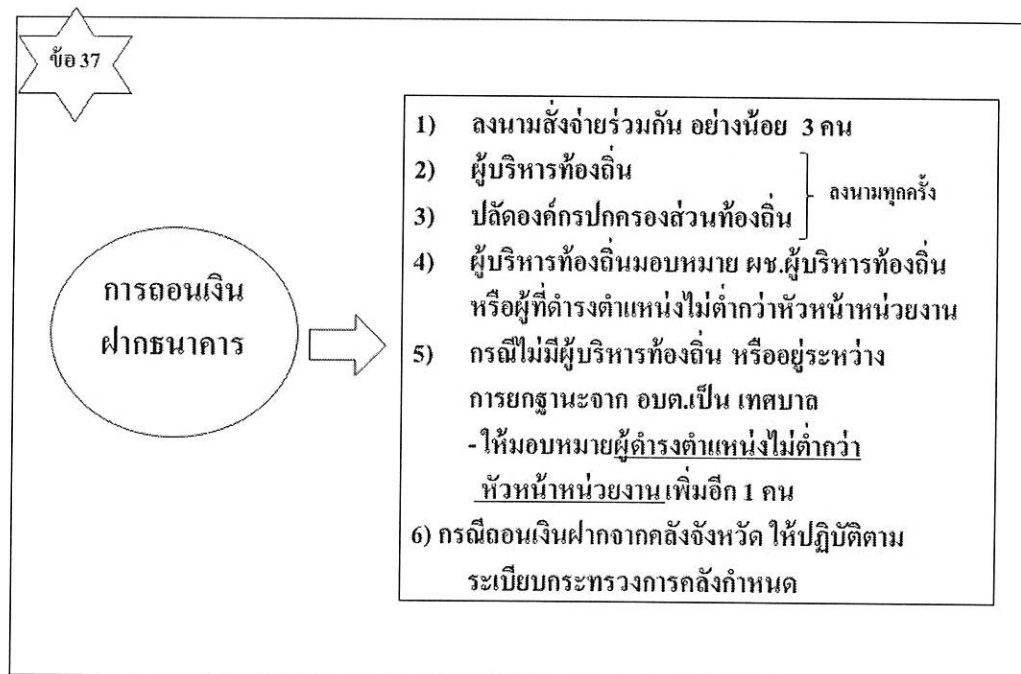 ข้อ 37
การถอนเงิน
ฝากธนาคาร
1) ลงนามสั่งจ่ายร่วมกัน อย่างน้อย 3 คน
2) ผู้บริหารท้องถิ่น
3) ปลัดองค์กรปกครองส่วนท้องถิ่น
ลงนามทุกครั้ง
4) ผู้บริหารท้องถิ่นมอบหมาย ผช.ผู้บริหารท้องถิ่น
หรือผู้ที่ดำรงตำแหน่งไม่ต่ำกว่าหัวหน้าหน่วยงาน
5) กรณีไม่มีผู้บริหารท้องถิ่น หรืออยู่ระหว่าง
การยกฐานะจาก อบต.เป็น เทศบาล
- ให้มอบหมายผู้ดำรงตำแหน่งไม่ต่ำกว่า
หัวหน้าหน่วยงาน เพิ่มอีก 1 คน
6) กรณีถอนเงินฝากจากคลังจังหวัด ให้ปฏิบัติตาม
ระเบียบกระทรวงการคลังกำหนด